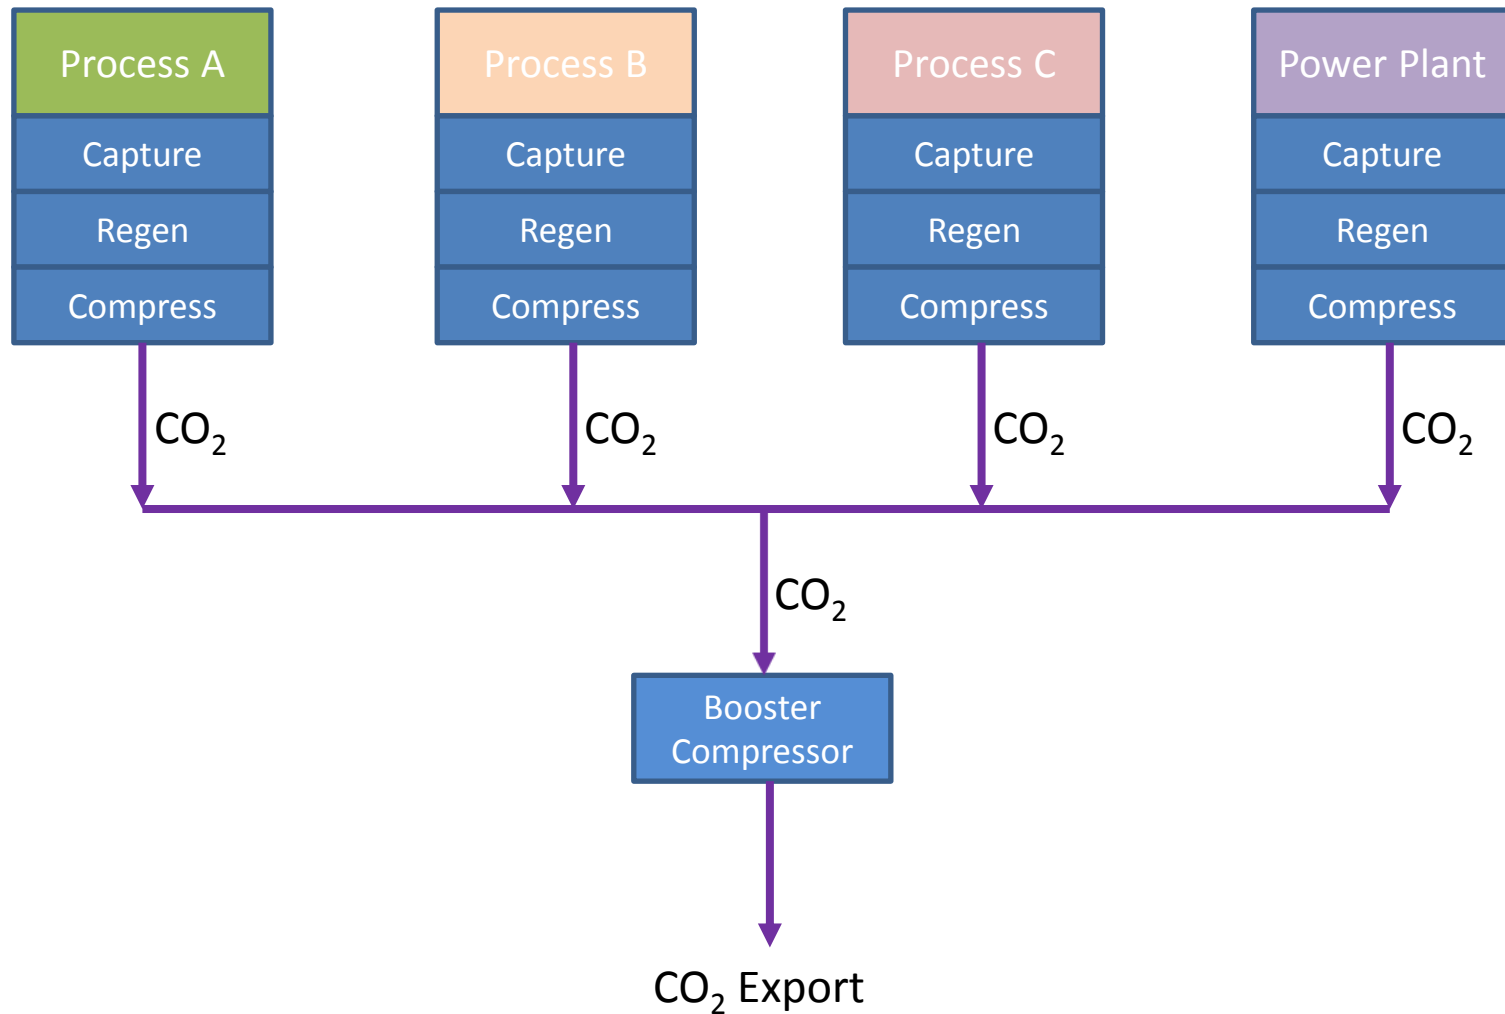 Process A
Process B
Process C
Power Plant
Capture
Capture
Capture
Capture
Regen
Regen
Regen
Regen
Compress
Compress
Compress
Compress
CO₂
CO₂
CO₂
CO₂
CO₂
Booster
Compressor
CO₂ Export